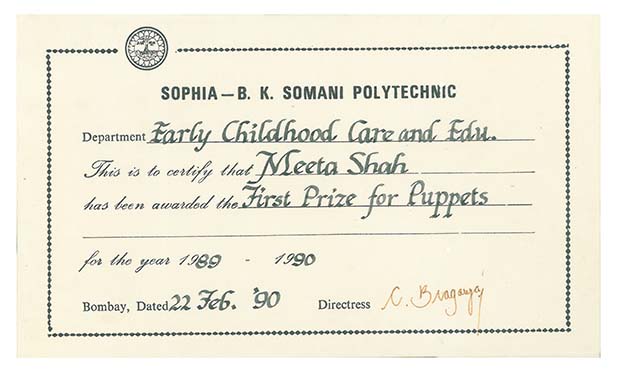 SOPHIA – B. K. SOMANI POLYTECHNIC
Department Early Childhood Care and Edu.
This is to certify that Meeta Shah
has been awarded the First Prize for Puppets
for the year 1989 - 1990
Bombay, Dated 22 Feb. '90 Directress C. Braganza